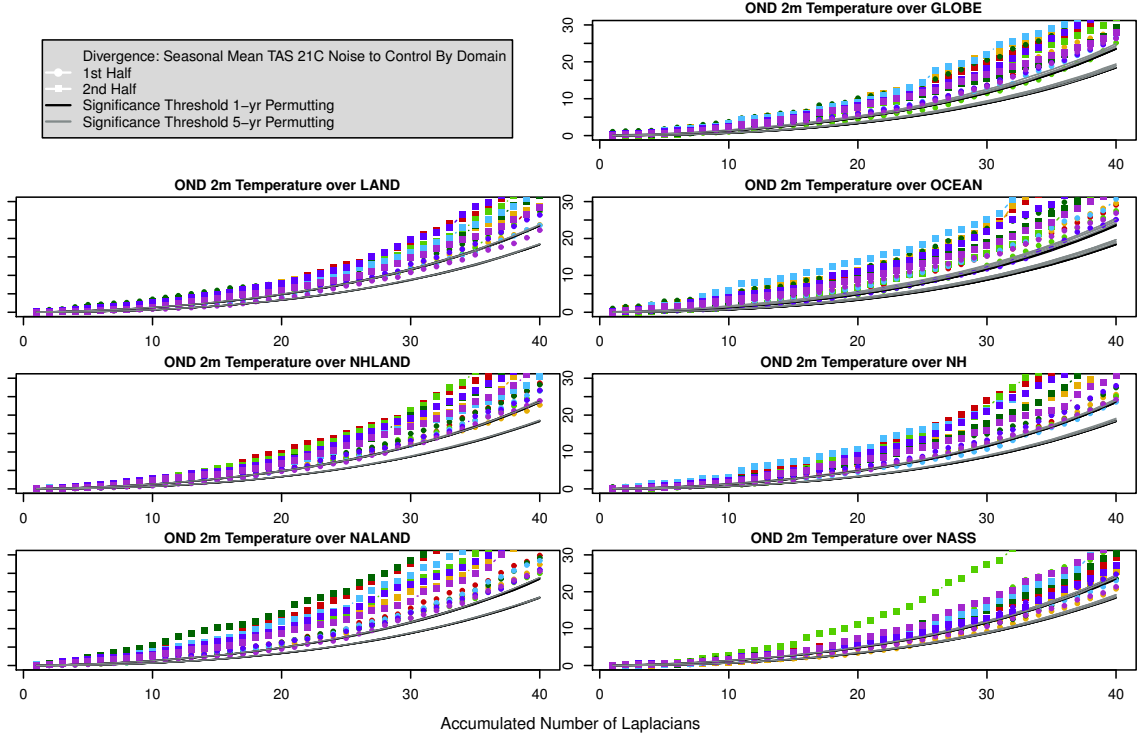 OND 2m Temperature over GLOBE
Divergence: Seasonal Mean TAS 21C Noise to Control By Domain
1st Half
2nd Half
Significance Threshold 1-yr Permutting
Significance Threshold 5-yr Permutting
0 10 20 30
0 10 20 30 40
OND 2m Temperature over LAND
0 10 20 30 40
OND 2m Temperature over OCEAN
0 10 20 30
0 10 20 30 40
OND 2m Temperature over NHLAND
0 10 20 30 40
OND 2m Temperature over NH
0 10 20 30
0 10 20 30 40
OND 2m Temperature over NALAND
0 10 20 30 40
OND 2m Temperature over NASS
0 10 20 30
0 10 20 30 40
Accumulated Number of Laplacians